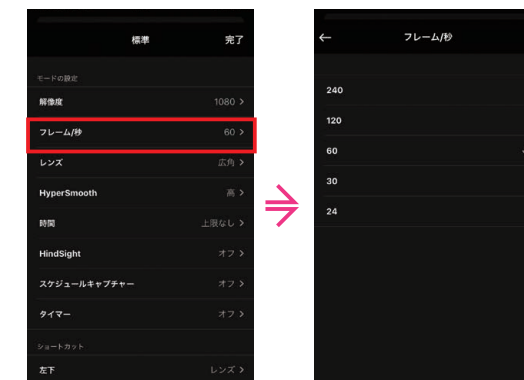 標準 完了
モードの設定
解像度 1080 >
フレーム/秒 60 >
レンズ 広角 >
HyperSmooth 高 >
時間 上限なし >
HindSight オフ >
スケジュールキャプチャー オフ >
タイマー オフ >
ショートカット
左下 レンズ >
← フレーム/秒
240
120
60
30
24